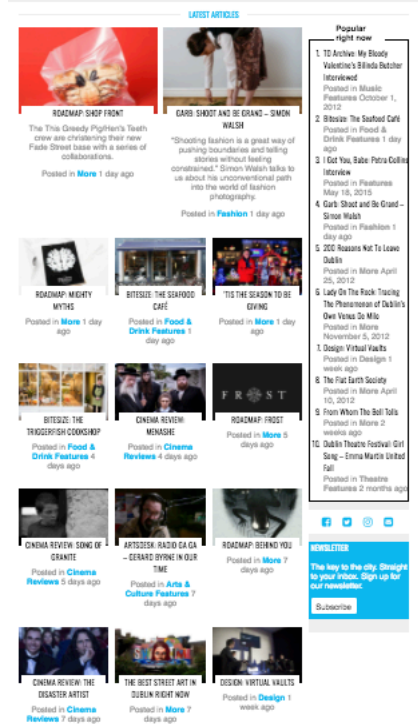 LATEST ARTICLES
ROADMAP: SHOP FRONT
The This Greedy Pig/Hen's Teeth
crew are christening their new
Fade Street base with a series of
collaborations.
Posted in More 1 day ago
GARB: SHOOT AND BE GRAND – SIMON
WALSH
"Shooting fashion is a great way of
pushing boundaries and telling
stories without feeling
constrained." Simon Walsh talks to
us about his unconventional path
into the world of fashion
photography.
Posted in Fashion 1 day ago
ROADMAP: MIGHTY
MYTHS
Posted in More 1 day
ago
BITESIZE: THE SEAFOOD
CAFÉ
Posted in Food &
Drink Features 1
day ago
'TIS THE SEASON TO BE
GIVING
Posted in More 1 day
ago
BITESIZE: THE
TRIGGERFISH COOKSHOP
Posted in Food &
Drink Features 4
days ago
CINEMA REVIEW:
MENASHE
Posted in Cinema
Reviews 4 days ago
FROST
ROADMAP: FROST
Posted in More 5
days ago
CINEMA REVIEW: SONG OF
GRANITE
Posted in Cinema
Reviews 5 days ago
ARTSDESK: RADIO GA GA
– GERARD BYRNE IN OUR
TIME
Posted in Arts &
Culture Features 7
days ago
ROADMAP: BEHIND YOU
Posted in More 7
days ago
CINEMA REVIEW: THE
DISASTER ARTIST
Posted in Cinema
Reviews 7 days ago
THE BEST STREET ART IN
DUBLIN RIGHT NOW
Posted in More 7
days ago
DESIGN: VIRTUAL VAULTS
Posted in Design 1
week ago
Popular
right now
1. TD Archive: My Bloody
Valentine's Bilinda Butcher
Interviewed
Posted in Music
Features October 1,
2012
2. Bitesize: The Seafood Café
Posted in Food &
Drink Features 1 day
ago
3. I Got You, Babe: Petra Collins
Interview
Posted in Features
May 18, 2015
4. Garb: Shoot and Be Grand –
Simon Walsh
Posted in Fashion 1
day ago
5. 200 Reasons Not To Leave
Dublin
Posted in More April
25, 2012
6. Lady On The Rock: Tracing
The Phenomenon of Dublin's
Own Venus De Milo
Posted in More
November 5, 2012
7. Design: Virtual Vaults
Posted in Design 1
week ago
8. The Flat Earth Society
Posted in More April
10, 2012
9. From Whom The Bell Tolls
Posted in More 2
weeks ago
10. Dublin Theatre Festival: Girl
Song – Emma Martin United
Fall
Posted in Theatre
Features 2 months ago
NEWSLETTER
The key to the city. Straight
to your inbox. Sign up for
our newsletter.
Subscribe